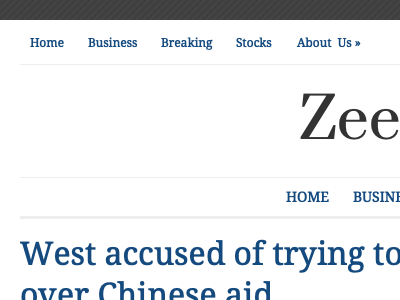 Home Business Breaking Stocks About Us »
Zee
HOME BUSINE
West accused of trying to
over Chinese aid